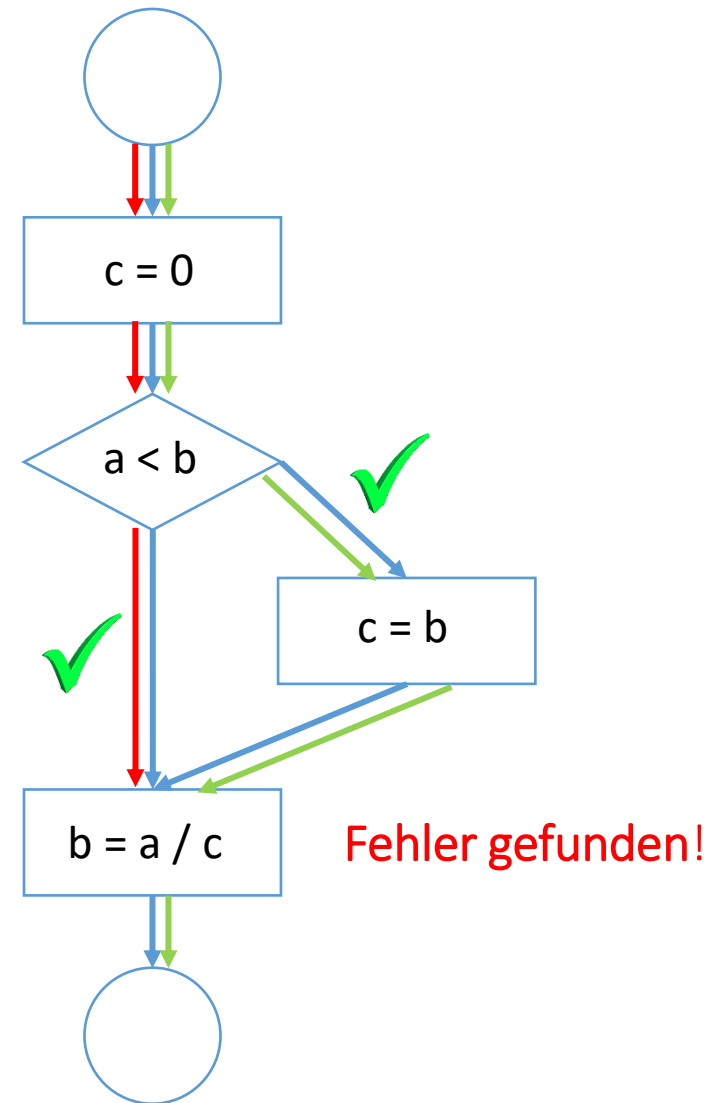 c = 0
a < b
c = b
b = a / c
Fehler gefunden!